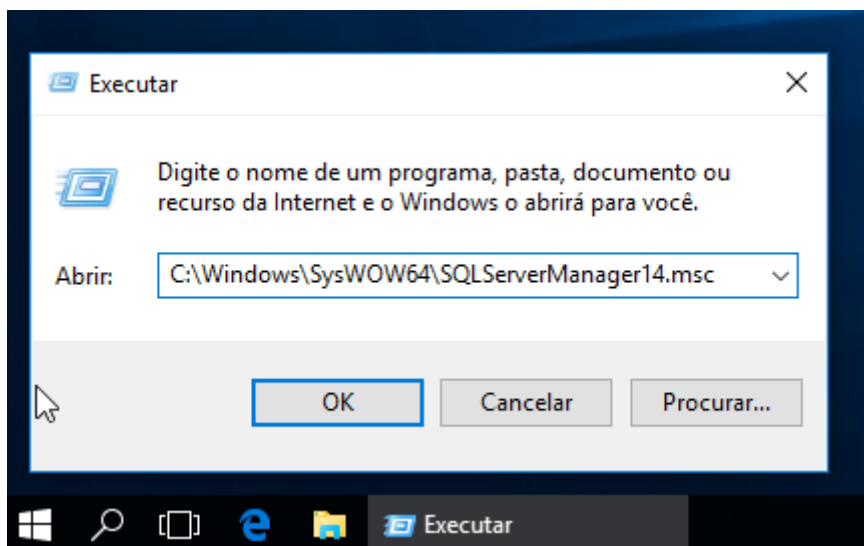 Executar
Digite o nome de um programa, pasta, documento ou
recurso da Internet e o Windows o abrirá para você.
Abrir: C:\Windows\SysWOW64\SQLServerManager14.msc
OK Cancelar Procurar...
Executar